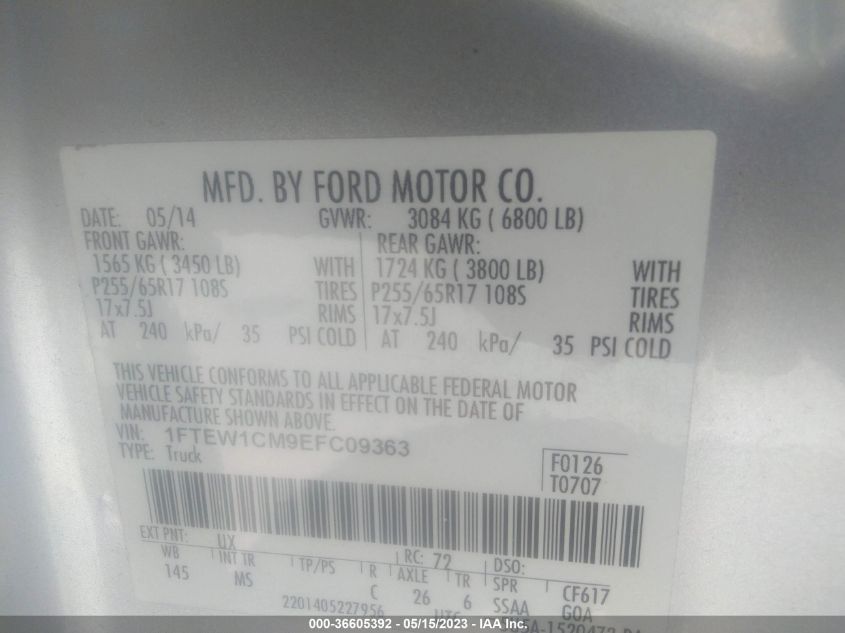 MFD. BY FORD MOTOR CO.
DATE: 05/14 GVWR: 3084 KG ( 6800 LB)
FRONT GAWR: REAR GAWR:
1565 KG ( 3450 LB) WITH 1724 KG ( 3800 LB) WITH
P255/65R17 108S TIRES P255/65R17 108S TIRES
17x7.5J RIMS 17x7.5J RIMS
AT 240 kPa/ 35 PSI COLD AT 240 kPa/ 35 PSI COLD
THIS VEHICLE CONFORMS TO ALL APPLICABLE FEDERAL MOTOR
VEHICLE SAFETY STANDARDS IN EFFECT ON THE DATE OF
MANUFACTURE SHOWN ABOVE.
VIN: 1FTEW1CM9EFC09363
TYPE: Truck F0126
T0707
EXT PNT: UX RC: 72 DSO:
WB INT TR TP/PS R AXLE TR SPR CF617
145 MS C 26 6 SSAA GOA
2201405227956 UTC
000-36605392 - 05/15/2023 - IAA Inc.